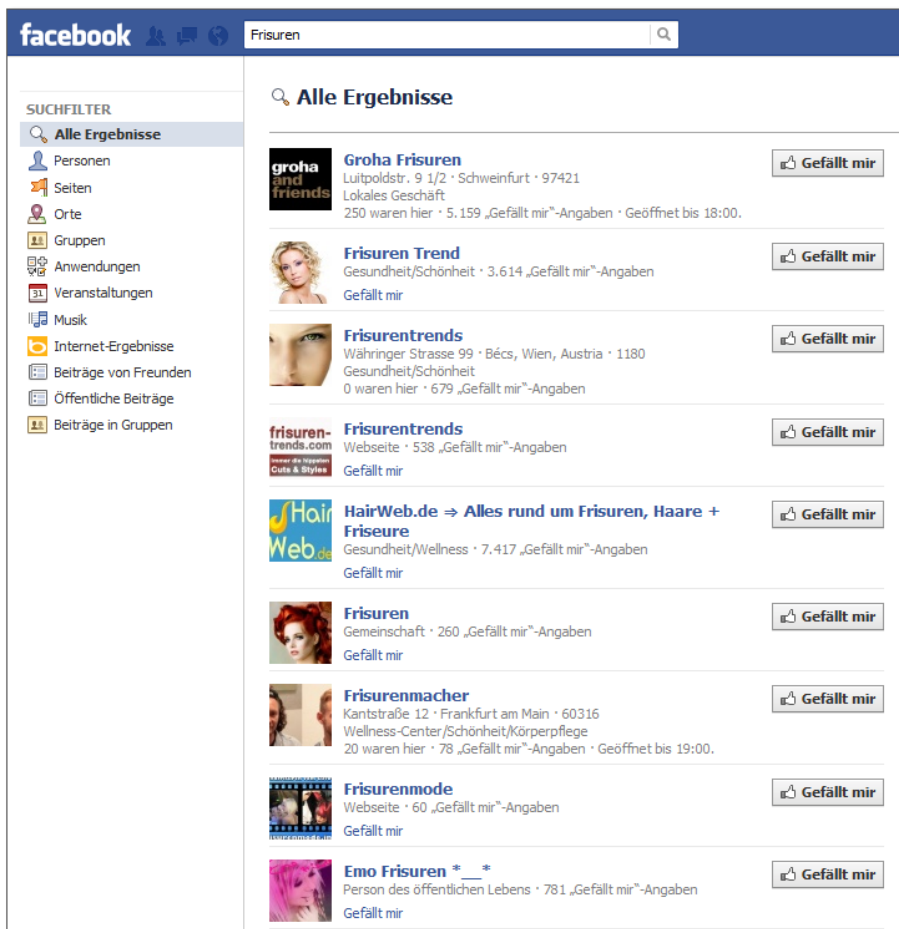 facebook
Frisuren
SUCHFILTER
Alle Ergebnisse
Personen
Seiten
Orte
Gruppen
Anwendungen
31 Veranstaltungen
Musik
Internet-Ergebnisse
Beiträge von Freunden
Öffentliche Beiträge
Beiträge in Gruppen
Alle Ergebnisse
groha
and
friends
Groha Frisuren
Luitpoldstr. 9 1/2 · Schweinfurt · 97421
Lokales Geschäft
250 waren hier · 5.159 „Gefällt mir“-Angaben · Geöffnet bis 18:00.
Gefällt mir
Frisuren Trend
Gesundheit/Schönheit · 3.614 „Gefällt mir“-Angaben
Gefällt mir
Gefällt mir
Frisurentrends
Währinger Strasse 99 · Bécs, Wien, Austria · 1180
Gesundheit/Schönheit
0 waren hier · 679 „Gefällt mir“-Angaben
Gefällt mir
frisuren-
trends.com
immer die hippsten
Cuts & Styles
Frisurentrends
Webseite · 538 „Gefällt mir“-Angaben
Gefällt mir
Gefällt mir
Hair
Web.de
HairWeb.de ⇒ Alles rund um Frisuren, Haare +
Friseure
Gesundheit/Wellness · 7.417 „Gefällt mir“-Angaben
Gefällt mir
Gefällt mir
Frisuren
Gemeinschaft · 260 „Gefällt mir“-Angaben
Gefällt mir
Gefällt mir
Frisurenmacher
Kantstraße 12 · Frankfurt am Main · 60316
Wellness-Center/Schönheit/Körperpflege
20 waren hier · 78 „Gefällt mir“-Angaben · Geöffnet bis 19:00.
Gefällt mir
Frisurenmode
Webseite · 60 „Gefällt mir“-Angaben
Gefällt mir
Gefällt mir
Emo Frisuren *__*
Person des öffentlichen Lebens · 781 „Gefällt mir“-Angaben
Gefällt mir
Gefällt mir